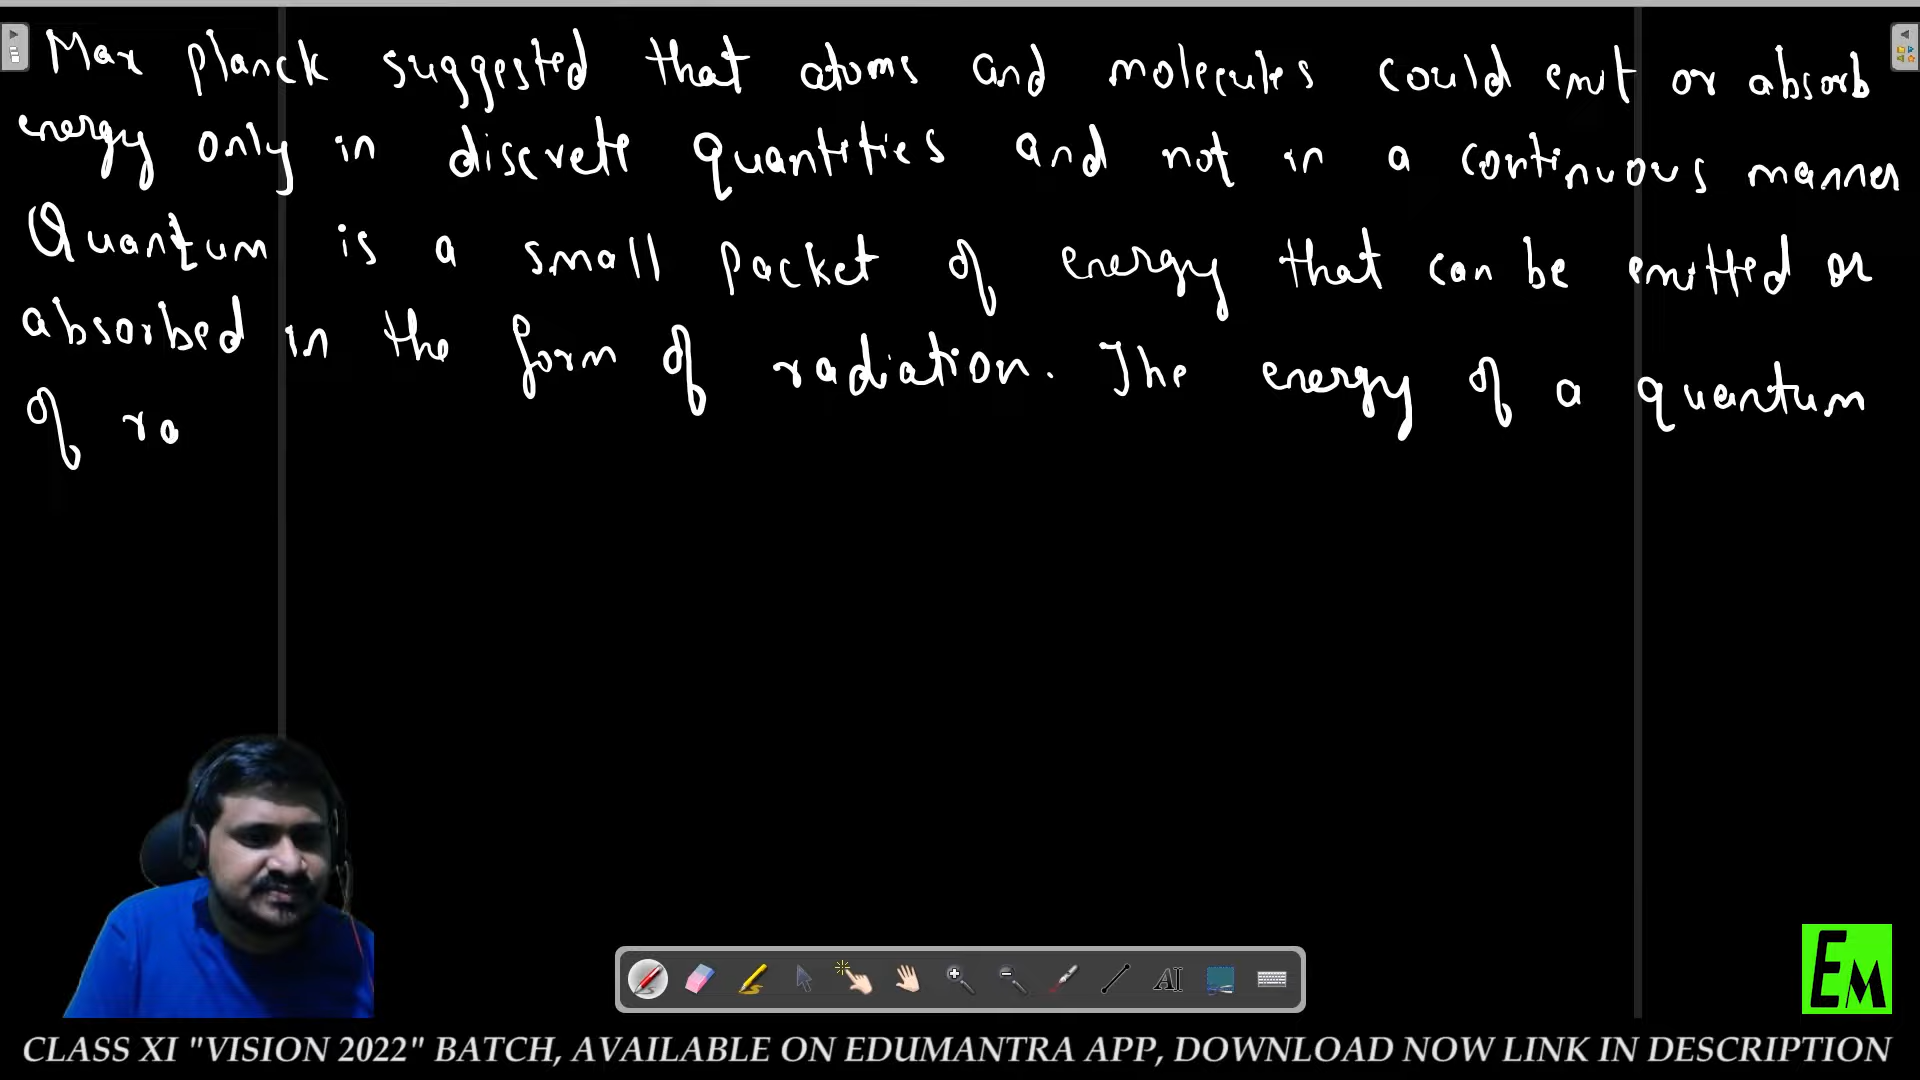 Max planck suggested that atoms and molecules could emit or absorb
energy only in discrete quantities and not in a continuous manner
Quantum is a small packet of energy that can be emitted or
absorbed in the form of radiation. The energy of a quantum
of ra
AI
EM
CLASS XI "VISION 2022" BATCH, AVAILABLE ON EDUMANTRA APP, DOWNLOAD NOW LINK IN DESCRIPTION